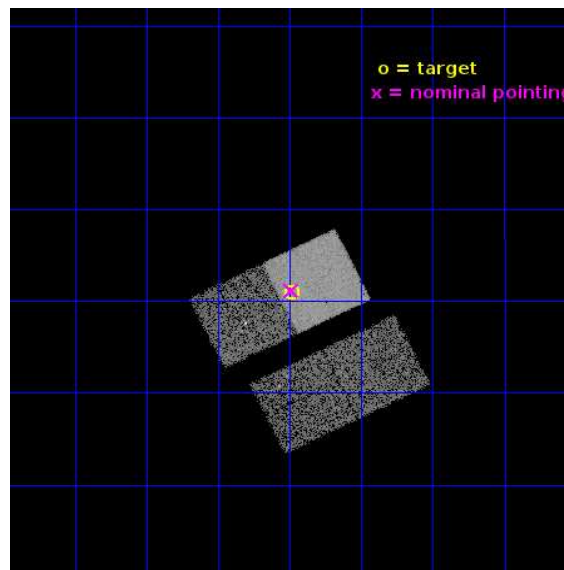 o = target
x = nominal pointing